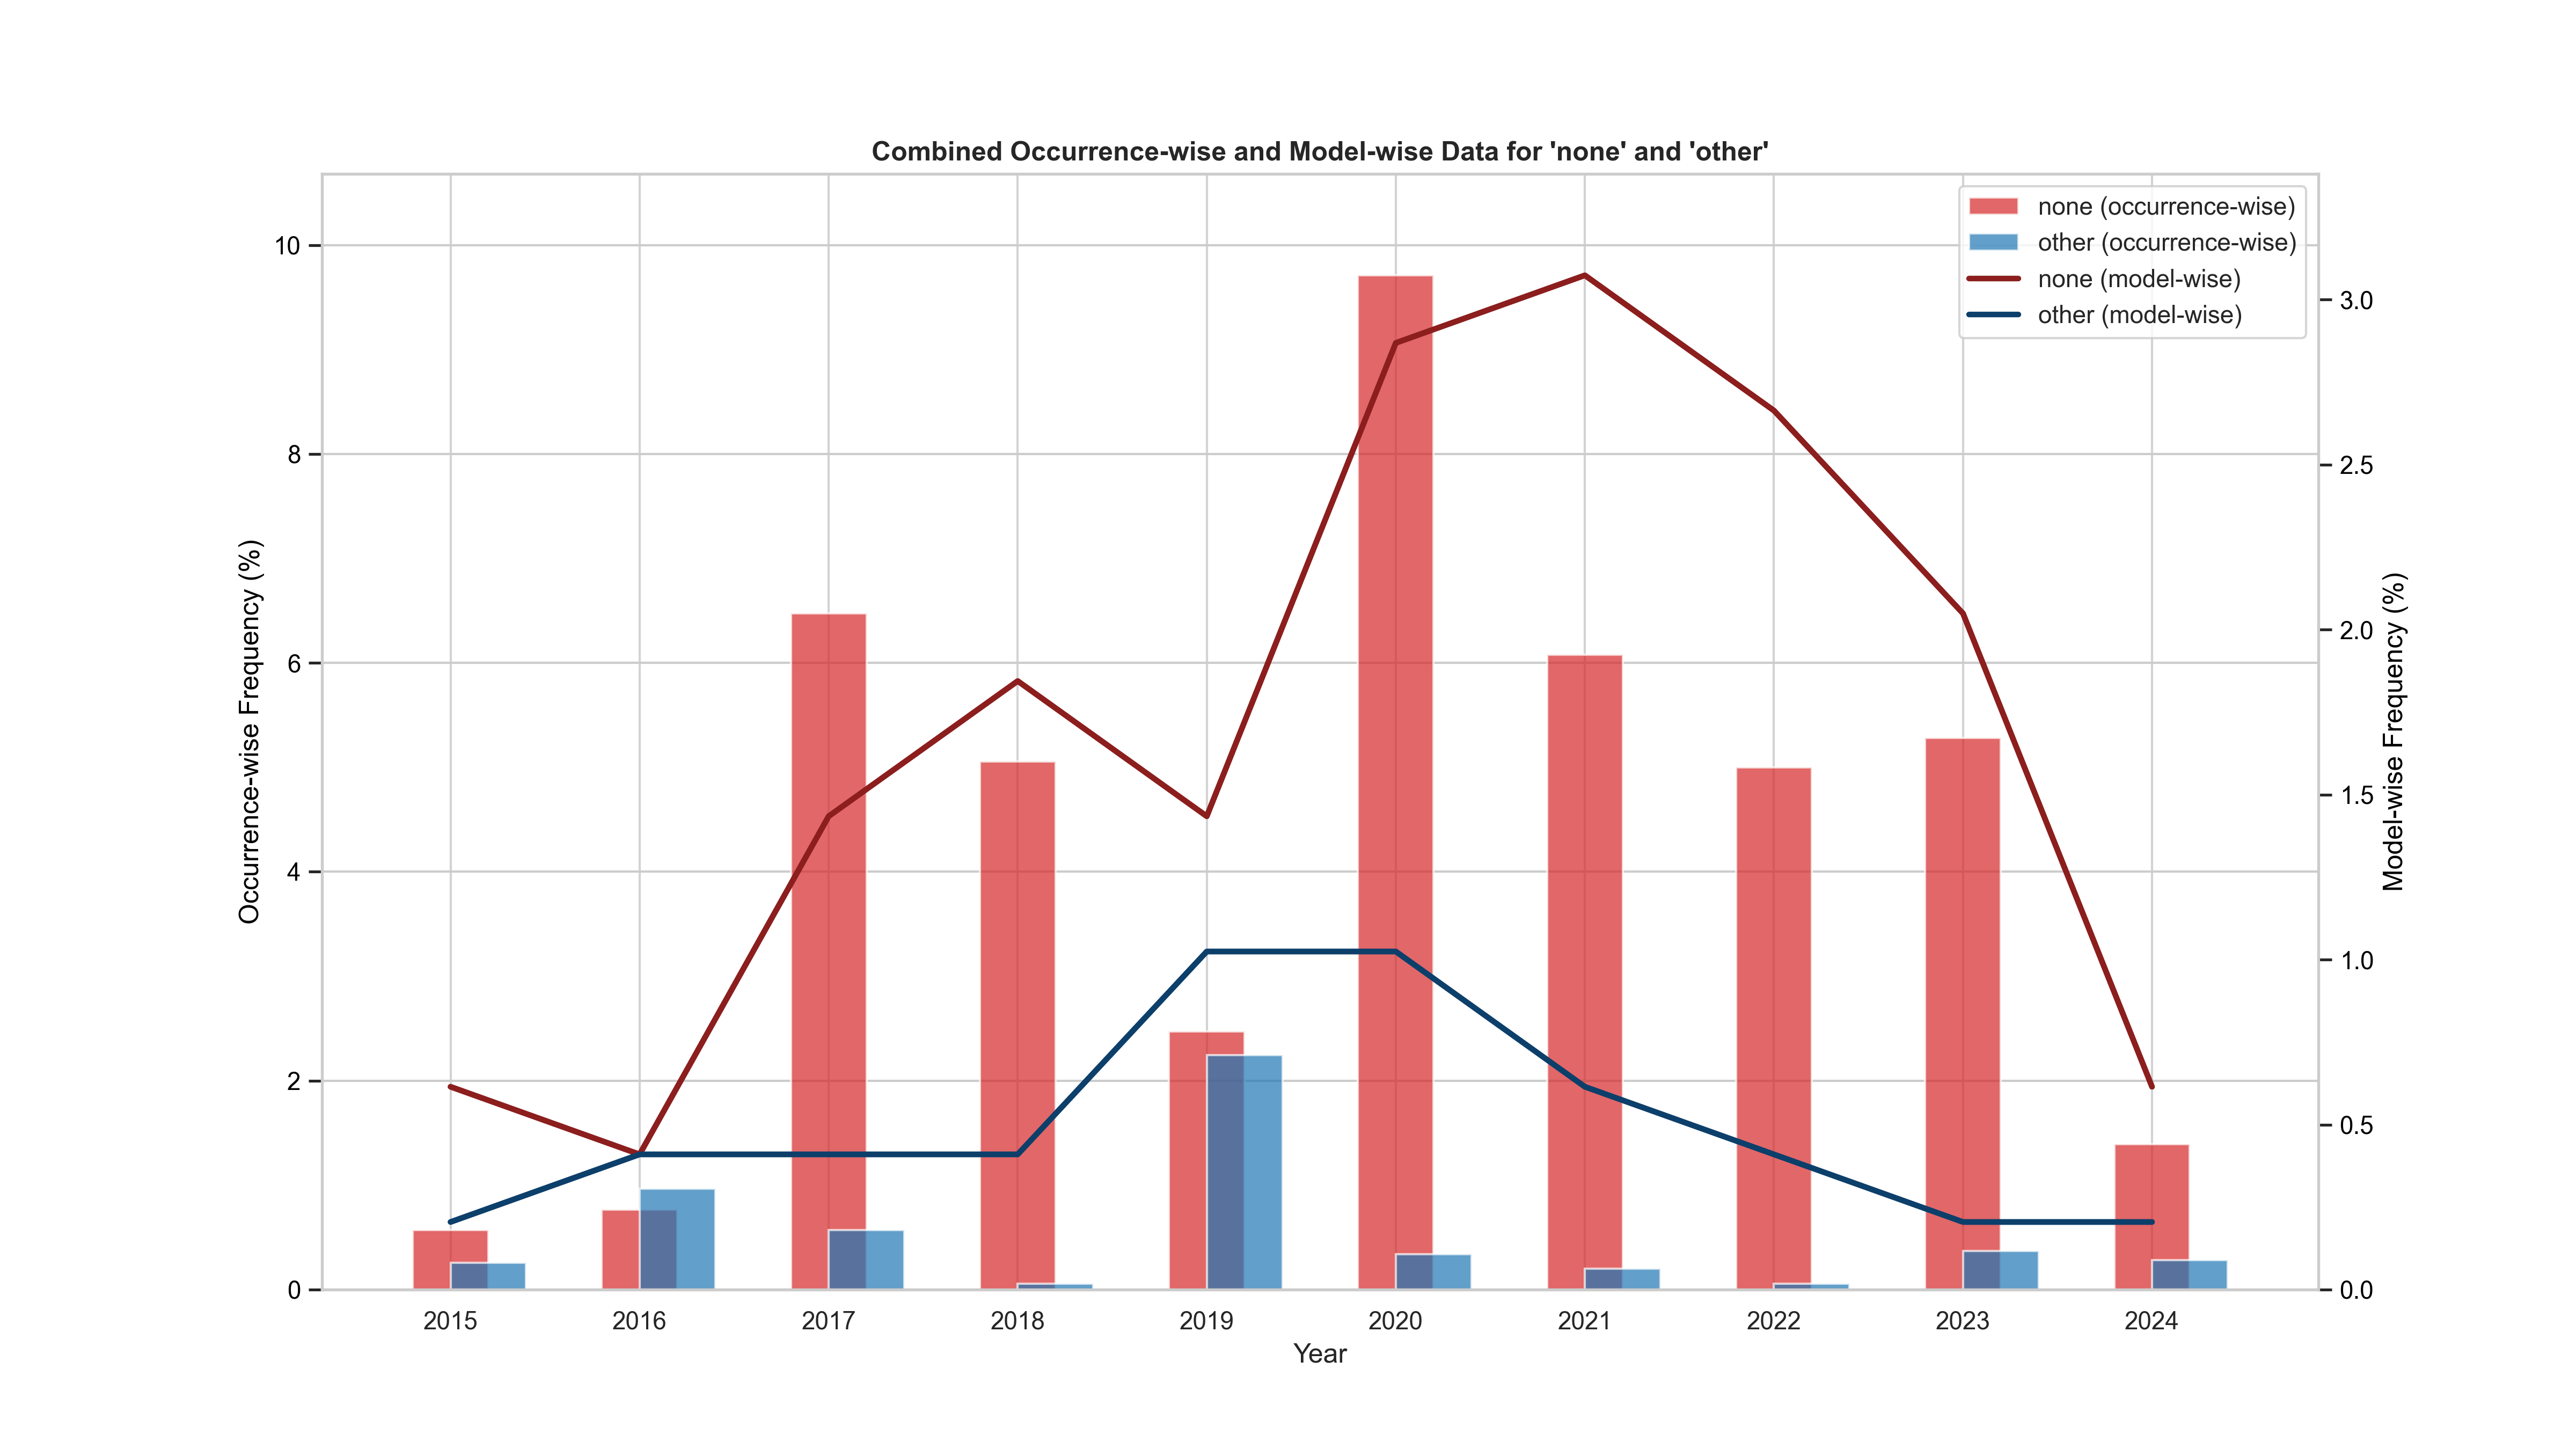 Combined Occurrence-wise and Model-wise Data for 'none' and 'other'
none (occurrence-wise)
other (occurrence-wise)
none (model-wise)
other (model-wise)
Occurrence-wise Frequency (%)
10
8
6
4
2
0
Model-wise Frequency (%)
3.0
2.5
2.0
1.5
1.0
0.5
0.0
2015 2016 2017 2018 2019 2020 2021 2022 2023 2024
Year